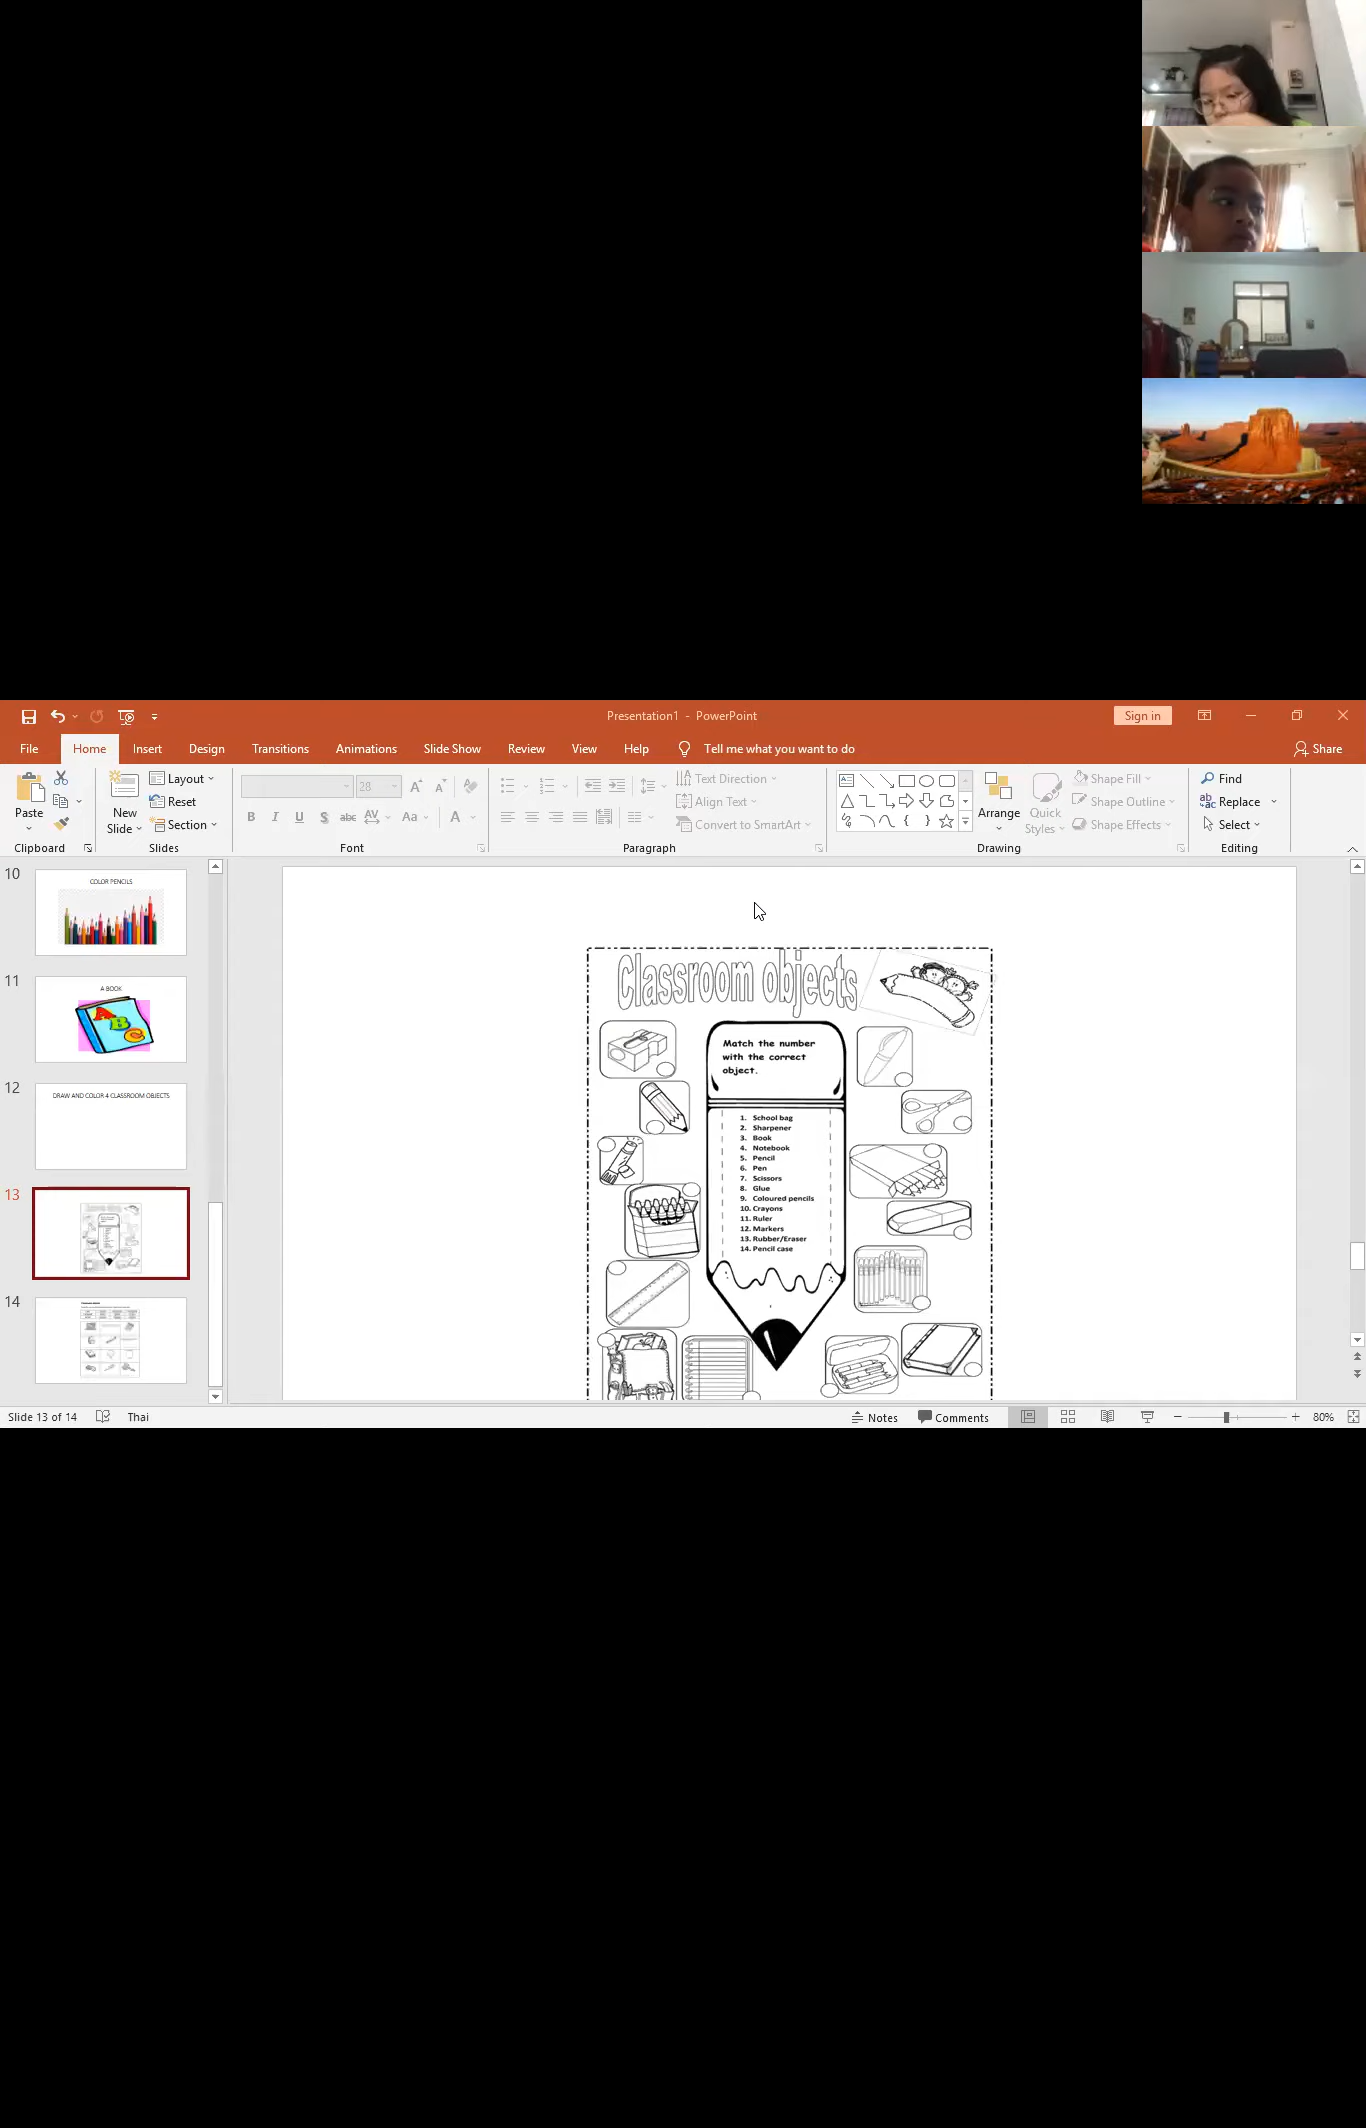 Presentation1 - PowerPoint
Sign in
File Home Insert Design Transitions Animations Slide Show Review View Help Tell me what you want to do Share
Paste
Clipboard
New Slide
Layout
Reset
Section
Slides
28
B I U S abc AV Aa A
Font
Text Direction
Align Text
Convert to SmartArt
Paragraph
Arrange
Quick Styles
Shape Fill
Shape Outline
Shape Effects
Drawing
Find
Replace
Select
Editing
10
COLOR PENCILS
11
A BOOK
A B C
12
DRAW AND COLOR 4 CLASSROOM OBJECTS
13
14
Classroom objects
Match the number
with the correct
object.
1. School bag
2. Sharpener
3. Book
4. Notebook
5. Pencil
6. Pen
7. Scissors
8. Glue
9. Coloured pencils
10. Crayons
11. Ruler
12. Markers
13. Rubber/Eraser
14. Pencil case
Slide 13 of 14 Thai Notes Comments 80%